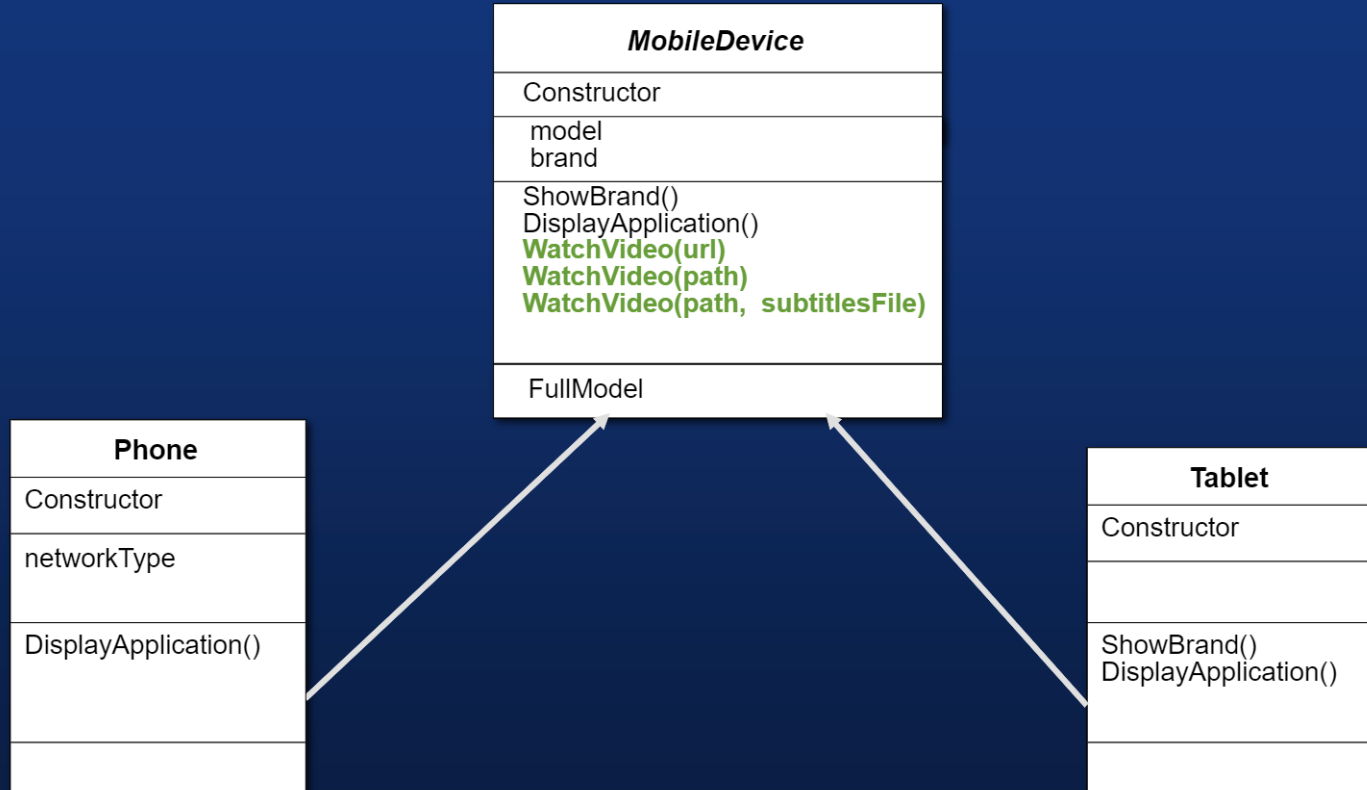 MobileDevice
Constructor
model
brand
ShowBrand()
DisplayApplication()
WatchVideo(url)
WatchVideo(path)
WatchVideo(path, subtitlesFile)
FullModel
Phone
Constructor
networkType
DisplayApplication()
Tablet
Constructor
ShowBrand()
DisplayApplication()